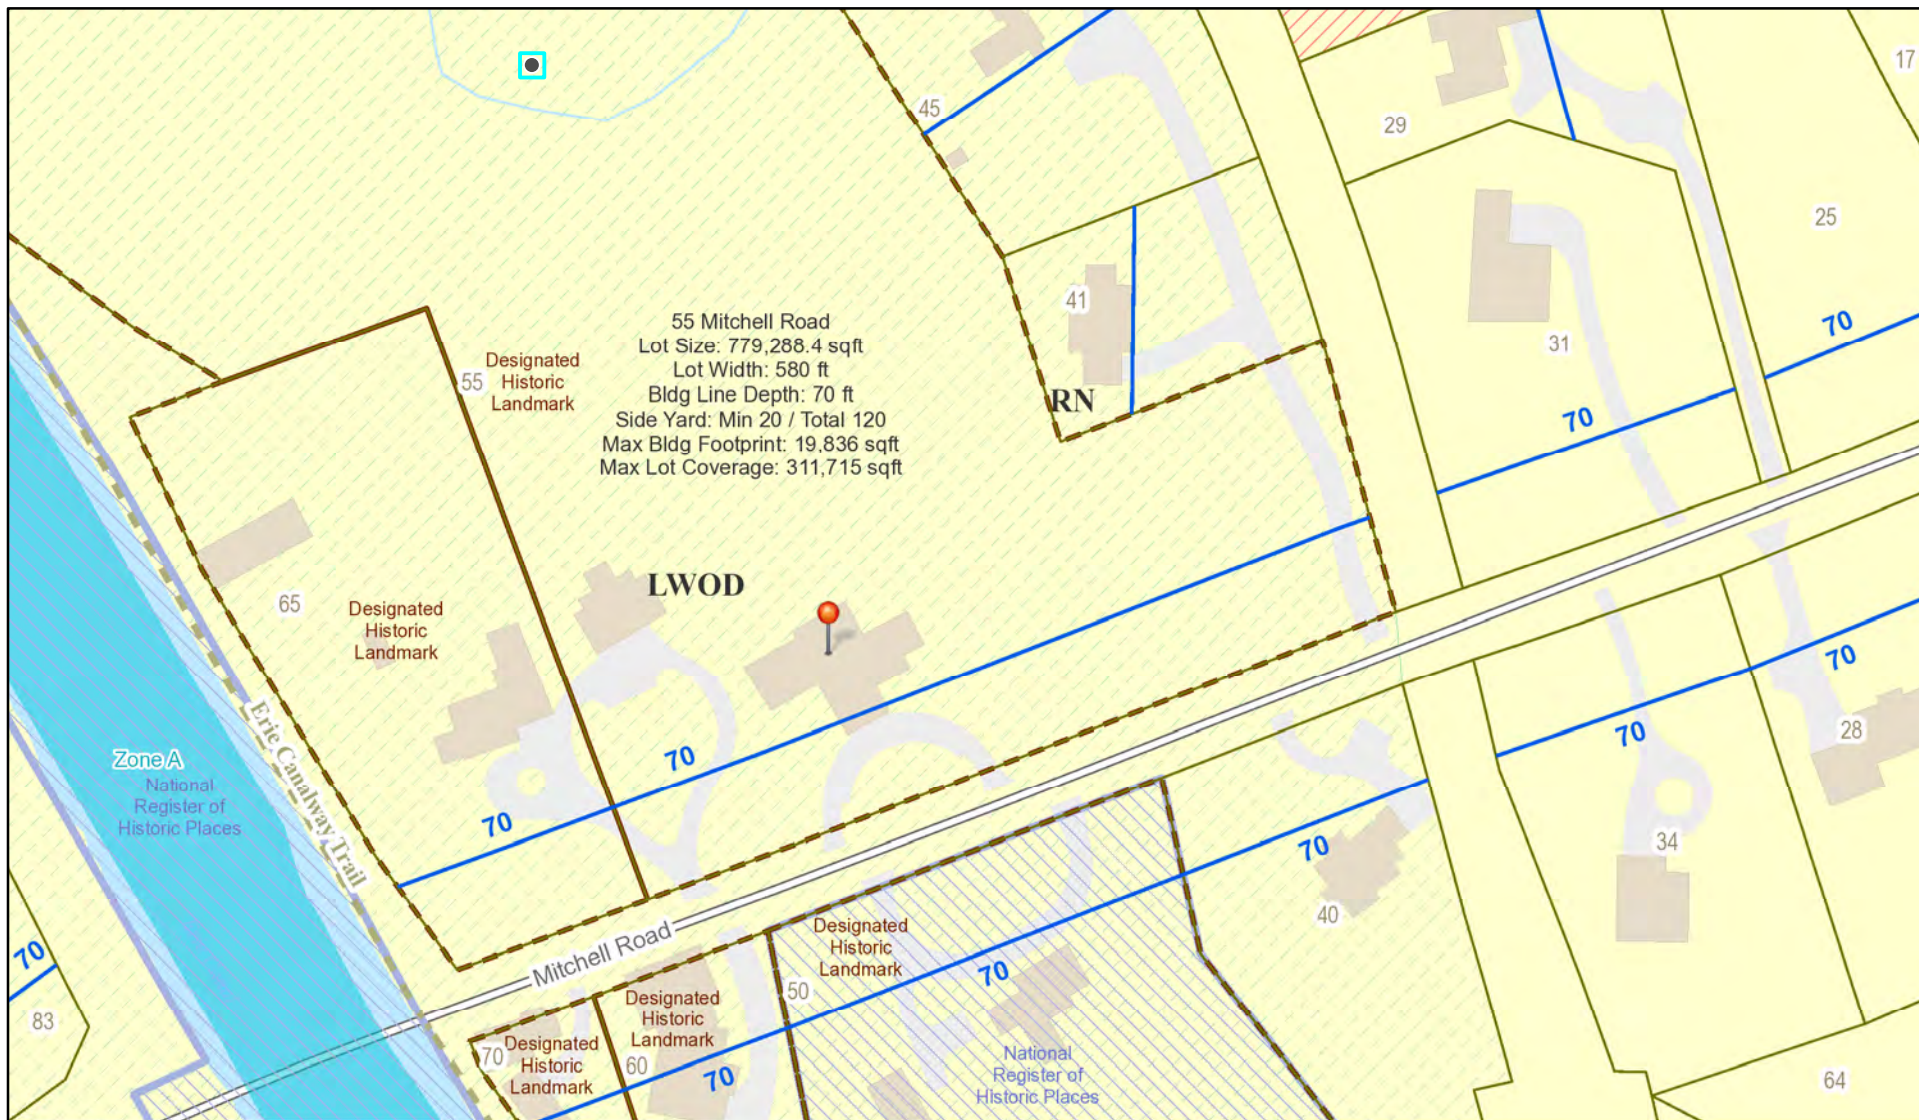 17
45
29
25
41
31
70
70
RN
55 Mitchell Road
Lot Size: 779,288.4 sqft
Lot Width: 580 ft
Bldg Line Depth: 70 ft
Side Yard: Min 20 / Total 120
Max Bldg Footprint: 19,836 sqft
Max Lot Coverage: 311,715 sqft
55
Designated
Historic
Landmark
LWOD
65
Designated
Historic
Landmark
70
70
70
70
28
34
Zone A
National
Register of
Historic Places
Erie Canalway Trail
70
70
40
Mitchell Road
Designated
Historic
Landmark
50
70
Designated
Historic
Landmark
60
70
Designated
Historic
Landmark
70
National
Register of
Historic Places
83
64